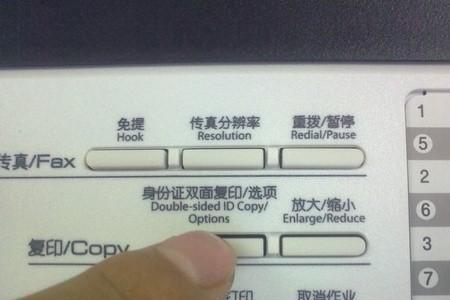 免提 传真分辨率 重拨/暂停
Hook Resolution Redial/Pause
传真/Fax
身份证双面复印/选项 放大/缩小
Double-sided ID Copy/ Enlarge/Reduce
Options
复印/Copy
打印 取消作业
1
5
2
6
3
7